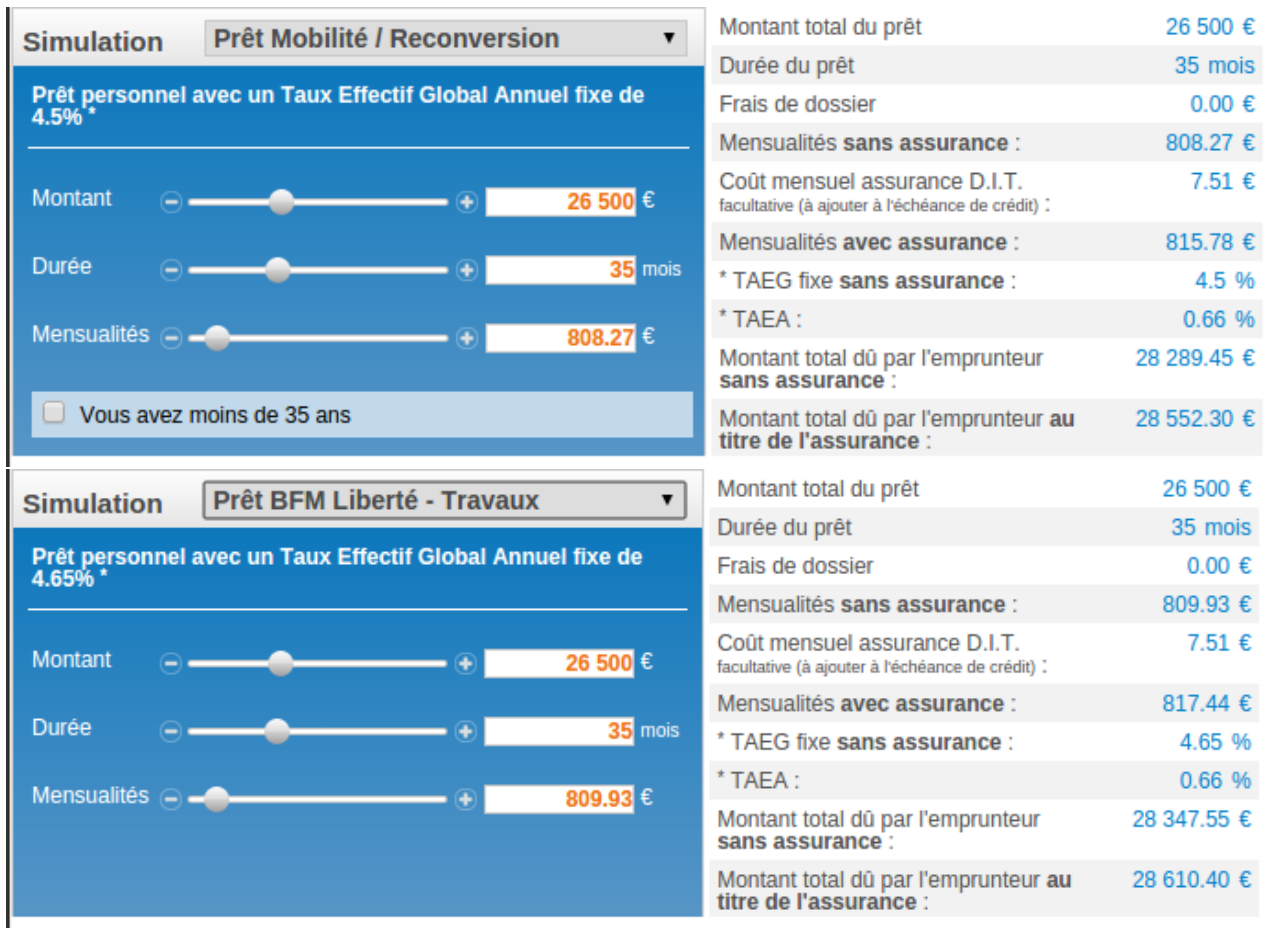 Simulation Prêt Mobilité / Reconversion ▼
Prêt personnel avec un Taux Effectif Global Annuel fixe de
4.5% *
Montant 26 500 €
Durée 35 mois
Mensualités 808.27 €
Vous avez moins de 35 ans
Montant total du prêt 26 500 €
Durée du prêt 35 mois
Frais de dossier 0.00 €
Mensualités sans assurance : 808.27 €
Coût mensuel assurance D.I.T. 7.51 €
facultative (à ajouter à l'échéance de crédit) :
Mensualités avec assurance : 815.78 €
* TAEG fixe sans assurance : 4.5 %
* TAEA : 0.66 %
Montant total dû par l'emprunteur 28 289.45 €
sans assurance :
Montant total dû par l'emprunteur au 28 552.30 €
titre de l'assurance :
Simulation Prêt BFM Liberté - Travaux ▼
Prêt personnel avec un Taux Effectif Global Annuel fixe de
4.65% *
Montant 26 500 €
Durée 35 mois
Mensualités 809.93 €
Montant total du prêt 26 500 €
Durée du prêt 35 mois
Frais de dossier 0.00 €
Mensualités sans assurance : 809.93 €
Coût mensuel assurance D.I.T. 7.51 €
facultative (à ajouter à l'échéance de crédit) :
Mensualités avec assurance : 817.44 €
* TAEG fixe sans assurance : 4.65 %
* TAEA : 0.66 %
Montant total dû par l'emprunteur 28 347.55 €
sans assurance :
Montant total dû par l'emprunteur au 28 610.40 €
titre de l'assurance :